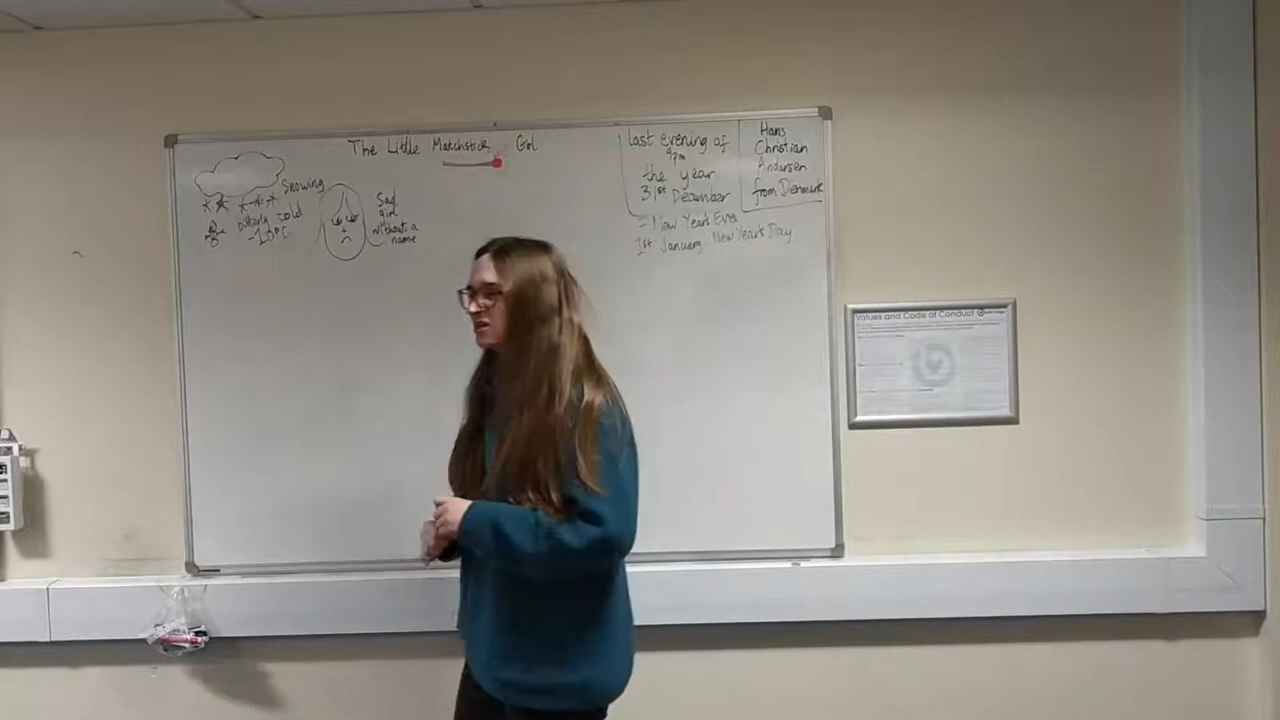 The Little Matchstick Girl
Snowing
bitterly cold
-10°C
Sad
girl
without a
name
last evening of
9pm
the year
31st December
= New Years Eve
1st January New Year's Day
Hans
Christian
Andersen
from Denmark
Values and Code of Conduct